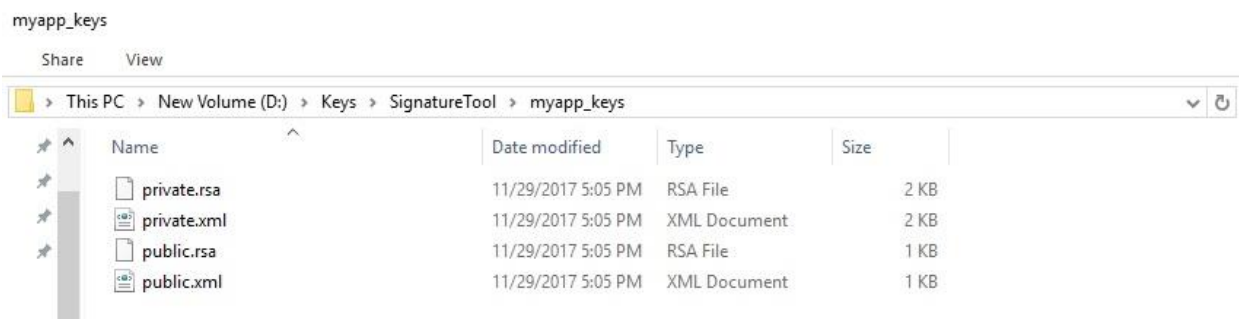 myapp_keys
Share View
This PC > New Volume (D:) > Keys > SignatureTool > myapp_keys
Name Date modified Type Size
private.rsa 11/29/2017 5:05 PM RSA File 2 KB
private.xml 11/29/2017 5:05 PM XML Document 2 KB
public.rsa 11/29/2017 5:05 PM RSA File 1 KB
public.xml 11/29/2017 5:05 PM XML Document 1 KB